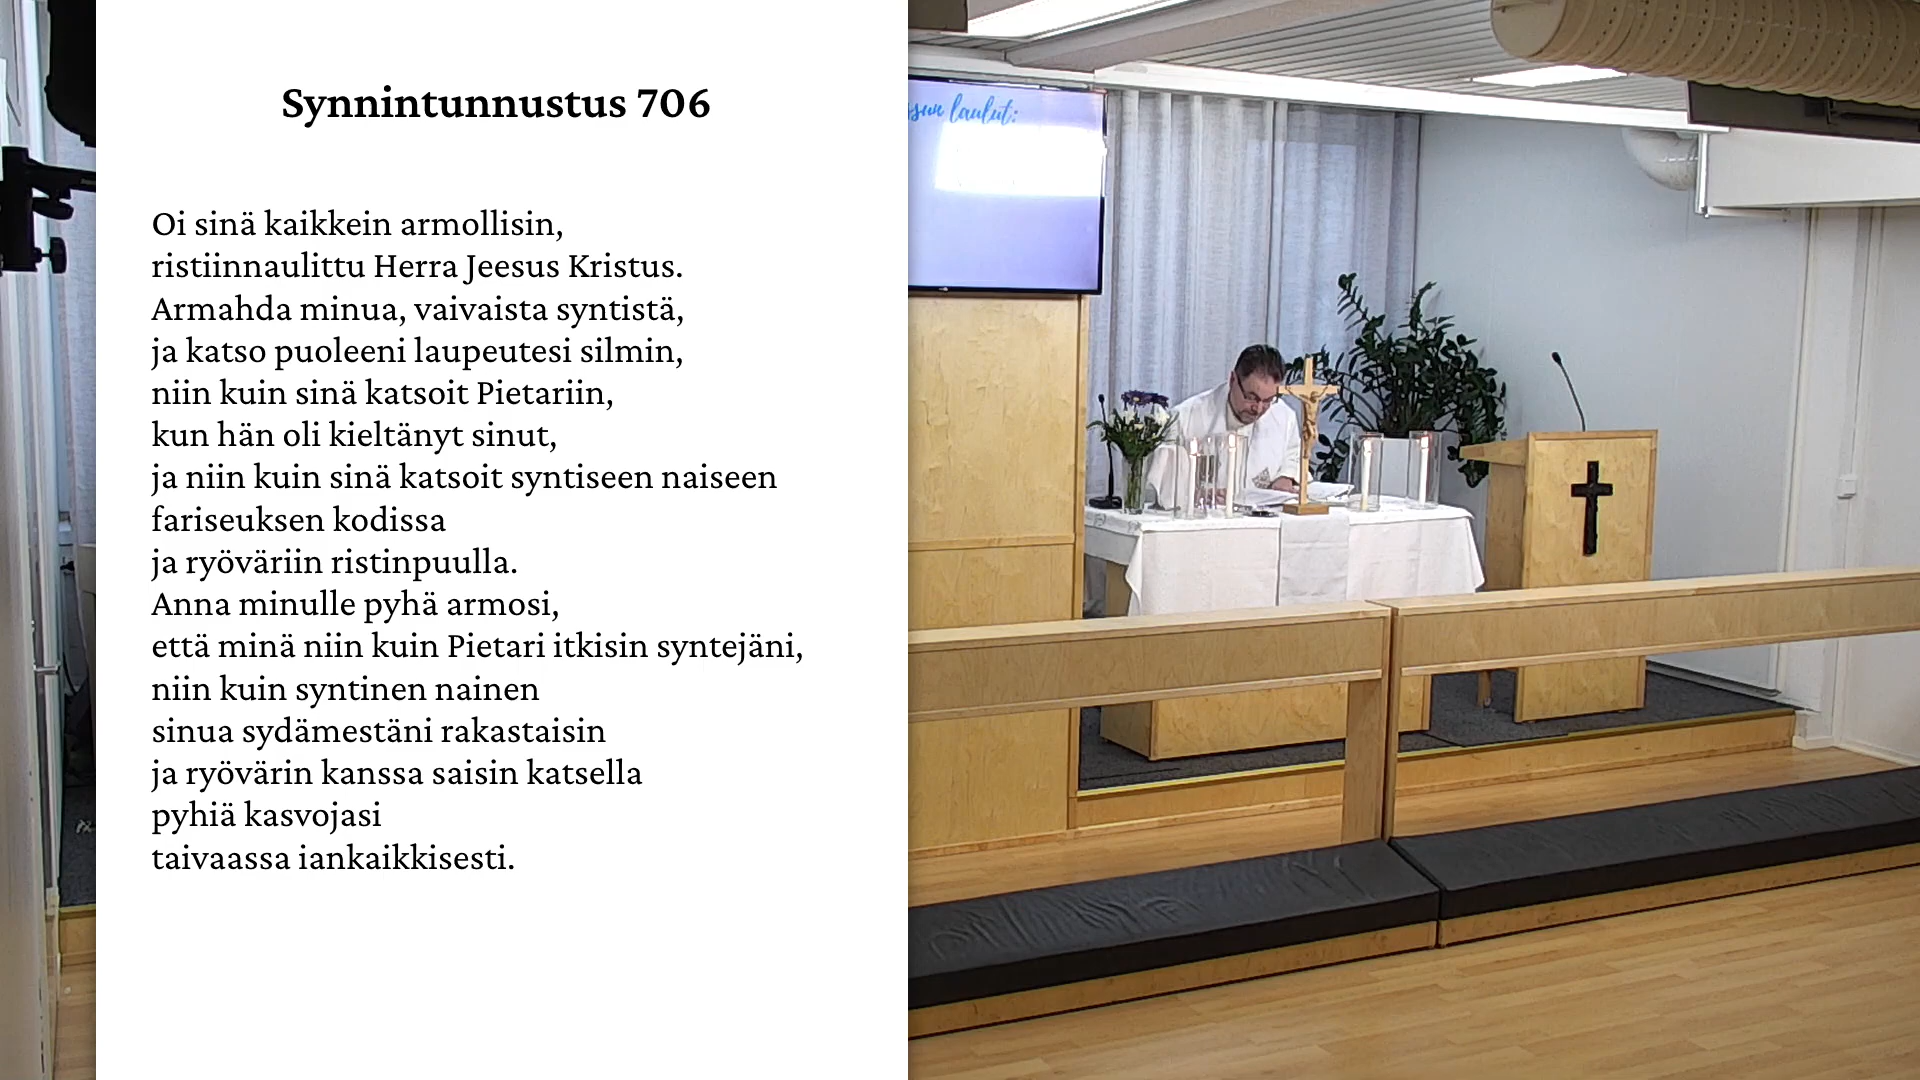 Synnintunnustus 706
Oi sinä kaikkein armollisin,
ristiinnaulittu Herra Jeesus Kristus.
Armahda minua, vaivaista syntistä,
ja katso puoleeni laupeutesi silmin,
niin kuin sinä katsoit Pietariin,
kun hän oli kieltänyt sinut,
ja niin kuin sinä katsoit syntiseen naiseen
fariseuksen kodissa
ja ryöväriin ristinpuulla.
Anna minulle pyhä armosi,
että minä niin kuin Pietari itkisin syntejäni,
niin kuin syntinen nainen
sinua sydämestäni rakastaisin
ja ryövärin kanssa saisin katsella
pyhiä kasvojasi
taivaassa iankaikkisesti.
laulut: